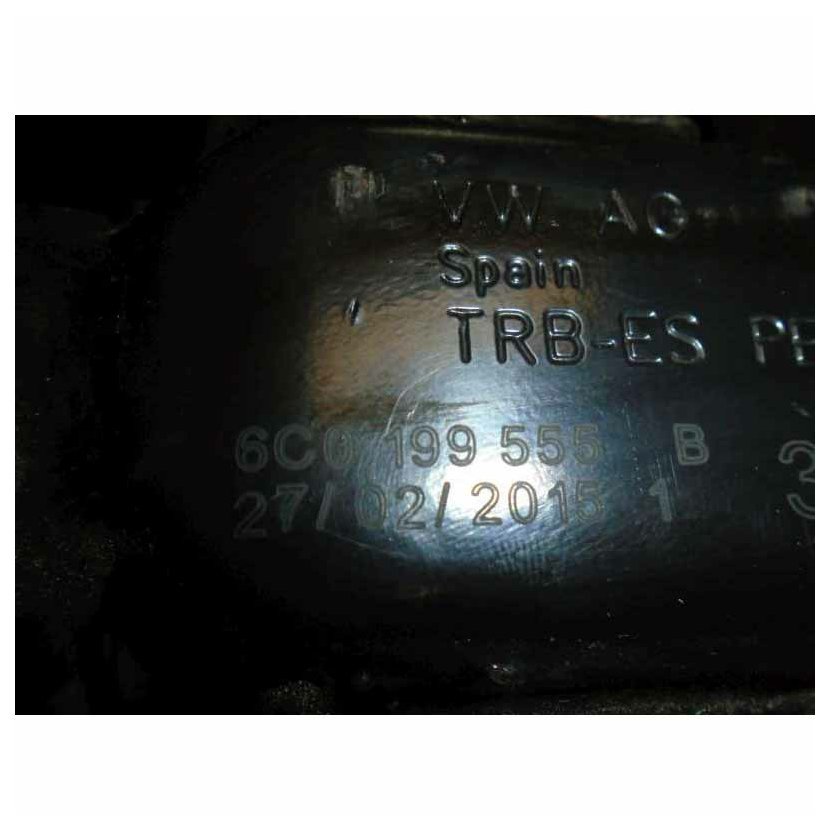 VW AG
Spain
TRB-ES
6C0 199 555 B
27/02/2015 1